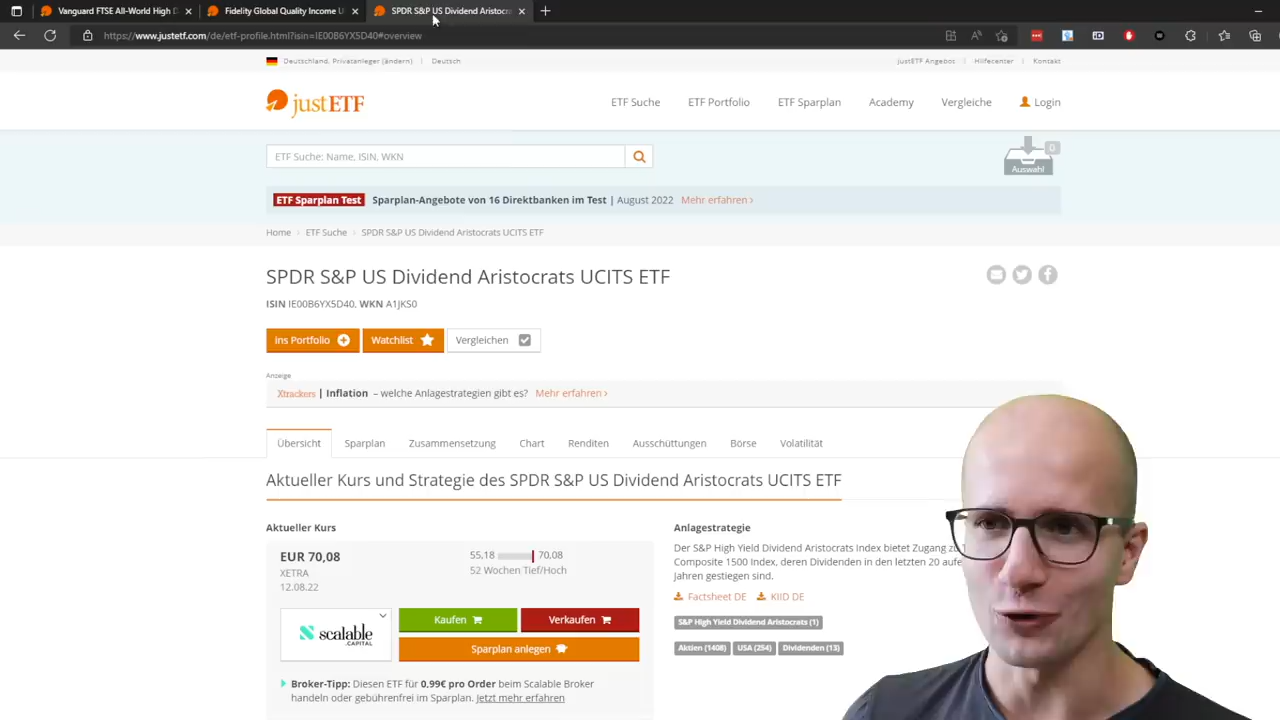 Vanguard FTSE All-World High D
Fidelity Global Quality Income U
SPDR S&P US Dividend Aristocra
https://www.justetf.com/de/etf-profile.html?isin=IE00B6YX5D40#overview
Deutschland, Privatanleger (ändern) | Deutsch
justETF Angebot | Hilfecenter | Kontakt
justETF
ETF Suche ETF Portfolio ETF Sparplan Academy Vergleiche Login
ETF Suche: Name, ISIN, WKN
0
Auswahl
ETF Sparplan Test Sparplan-Angebote von 16 Direktbanken im Test | August 2022 Mehr erfahren ›
Home › ETF Suche › SPDR S&P US Dividend Aristocrats UCITS ETF
SPDR S&P US Dividend Aristocrats UCITS ETF
ISIN IE00B6YX5D40, WKN A1JKS0
Ins Portfolio Watchlist Vergleichen
Anzeige
Xtrackers | Inflation – welche Anlagestrategien gibt es? Mehr erfahren ›
Übersicht Sparplan Zusammensetzung Chart Renditen Ausschüttungen Börse Volatilität
Aktueller Kurs und Strategie des SPDR S&P US Dividend Aristocrats UCITS ETF
Aktueller Kurs
EUR 70,08
XETRA
12.08.22
55,18 70,08
52 Wochen Tief/Hoch
scalable
CAPITAL
Kaufen Verkaufen
Sparplan anlegen
Broker-Tipp: Diesen ETF für 0,99€ pro Order beim Scalable Broker
handeln oder gebührenfrei im Sparplan. Jetzt mehr erfahren
Anlagestrategie
Der S&P High Yield Dividend Aristocrats Index bietet Zugang zu
Composite 1500 Index, deren Dividenden in den letzten 20 aufe
Jahren gestiegen sind.
Factsheet DE KIID DE
S&P High Yield Dividend Aristocrats (1)
Aktien (1408) USA (254) Dividenden (13)